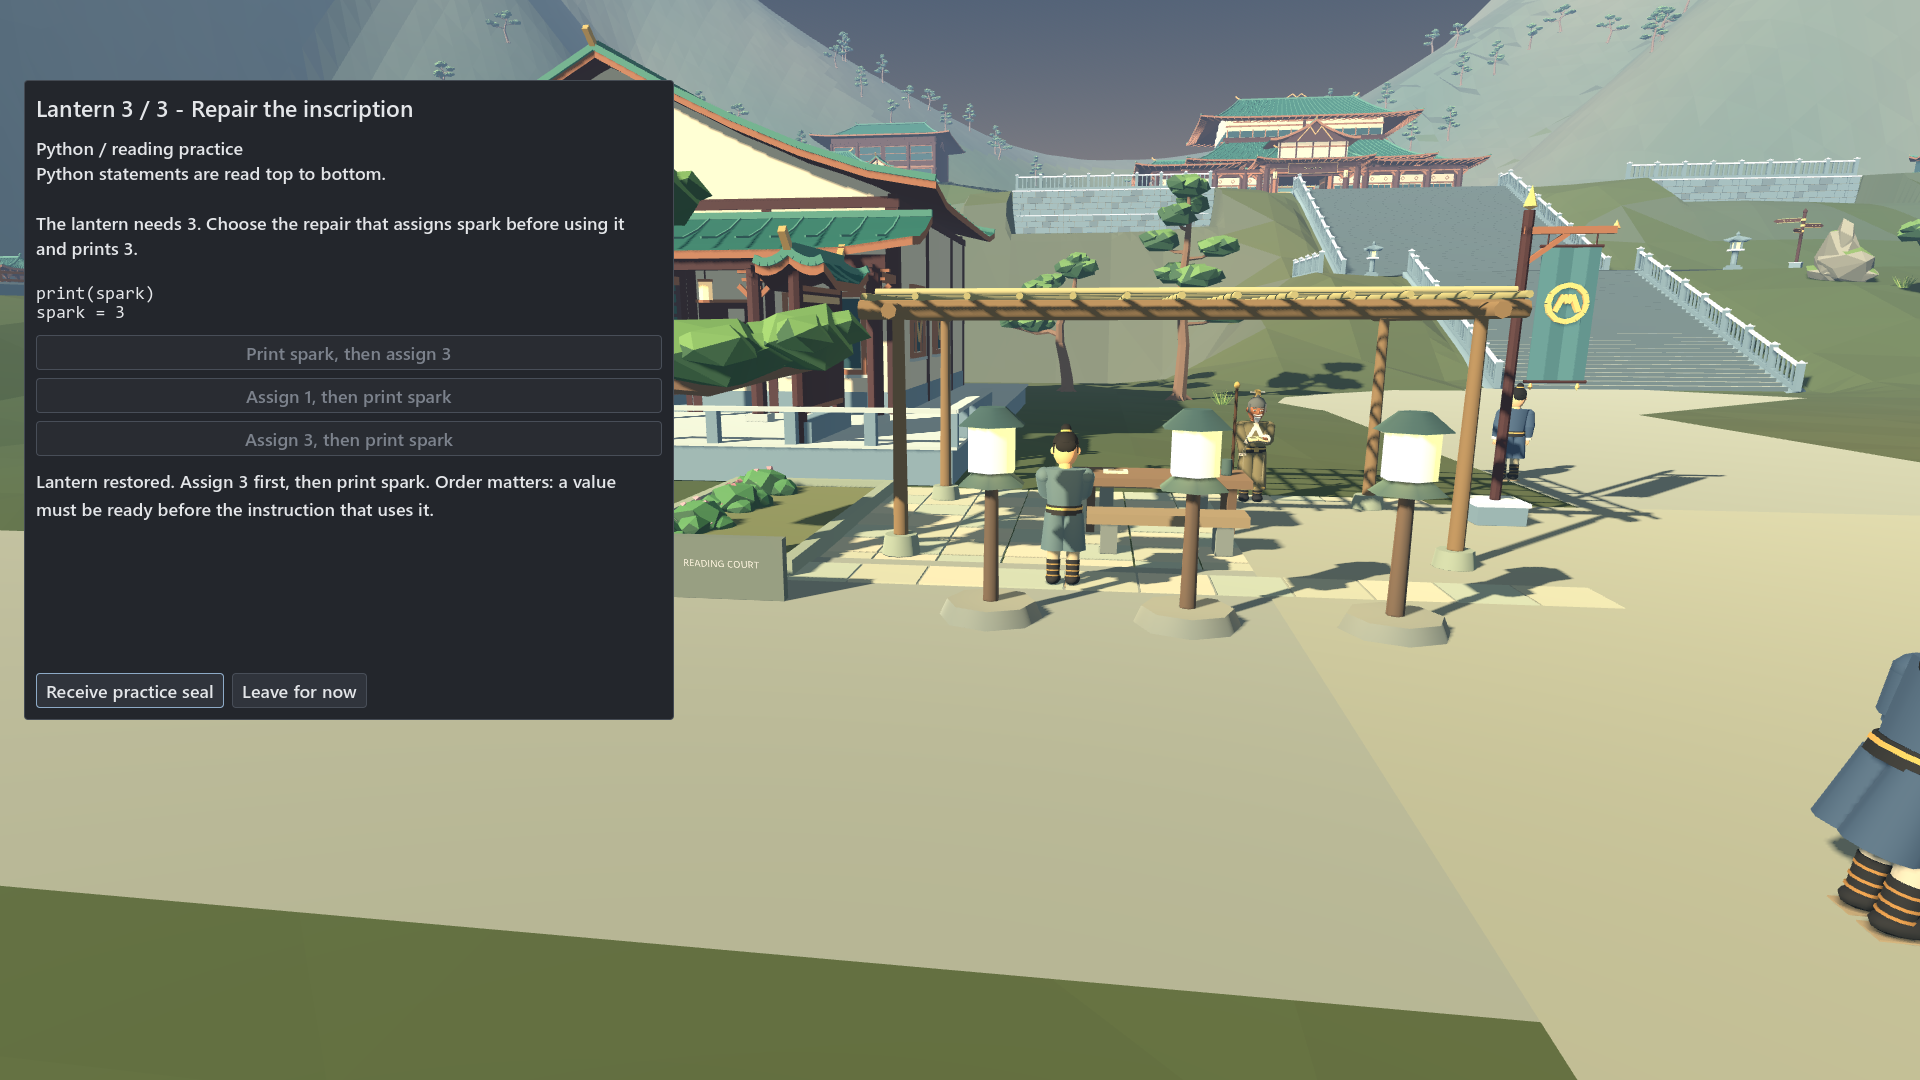 Lantern 3 / 3 - Repair the inscription
Python / reading practice
Python statements are read top to bottom.
The lantern needs 3. Choose the repair that assigns spark before using it
and prints 3.
print(spark)
spark = 3
Print spark, then assign 3
Assign 1, then print spark
Assign 3, then print spark
Lantern restored. Assign 3 first, then print spark. Order matters: a value
must be ready before the instruction that uses it.
READING COURT
Receive practice seal
Leave for now